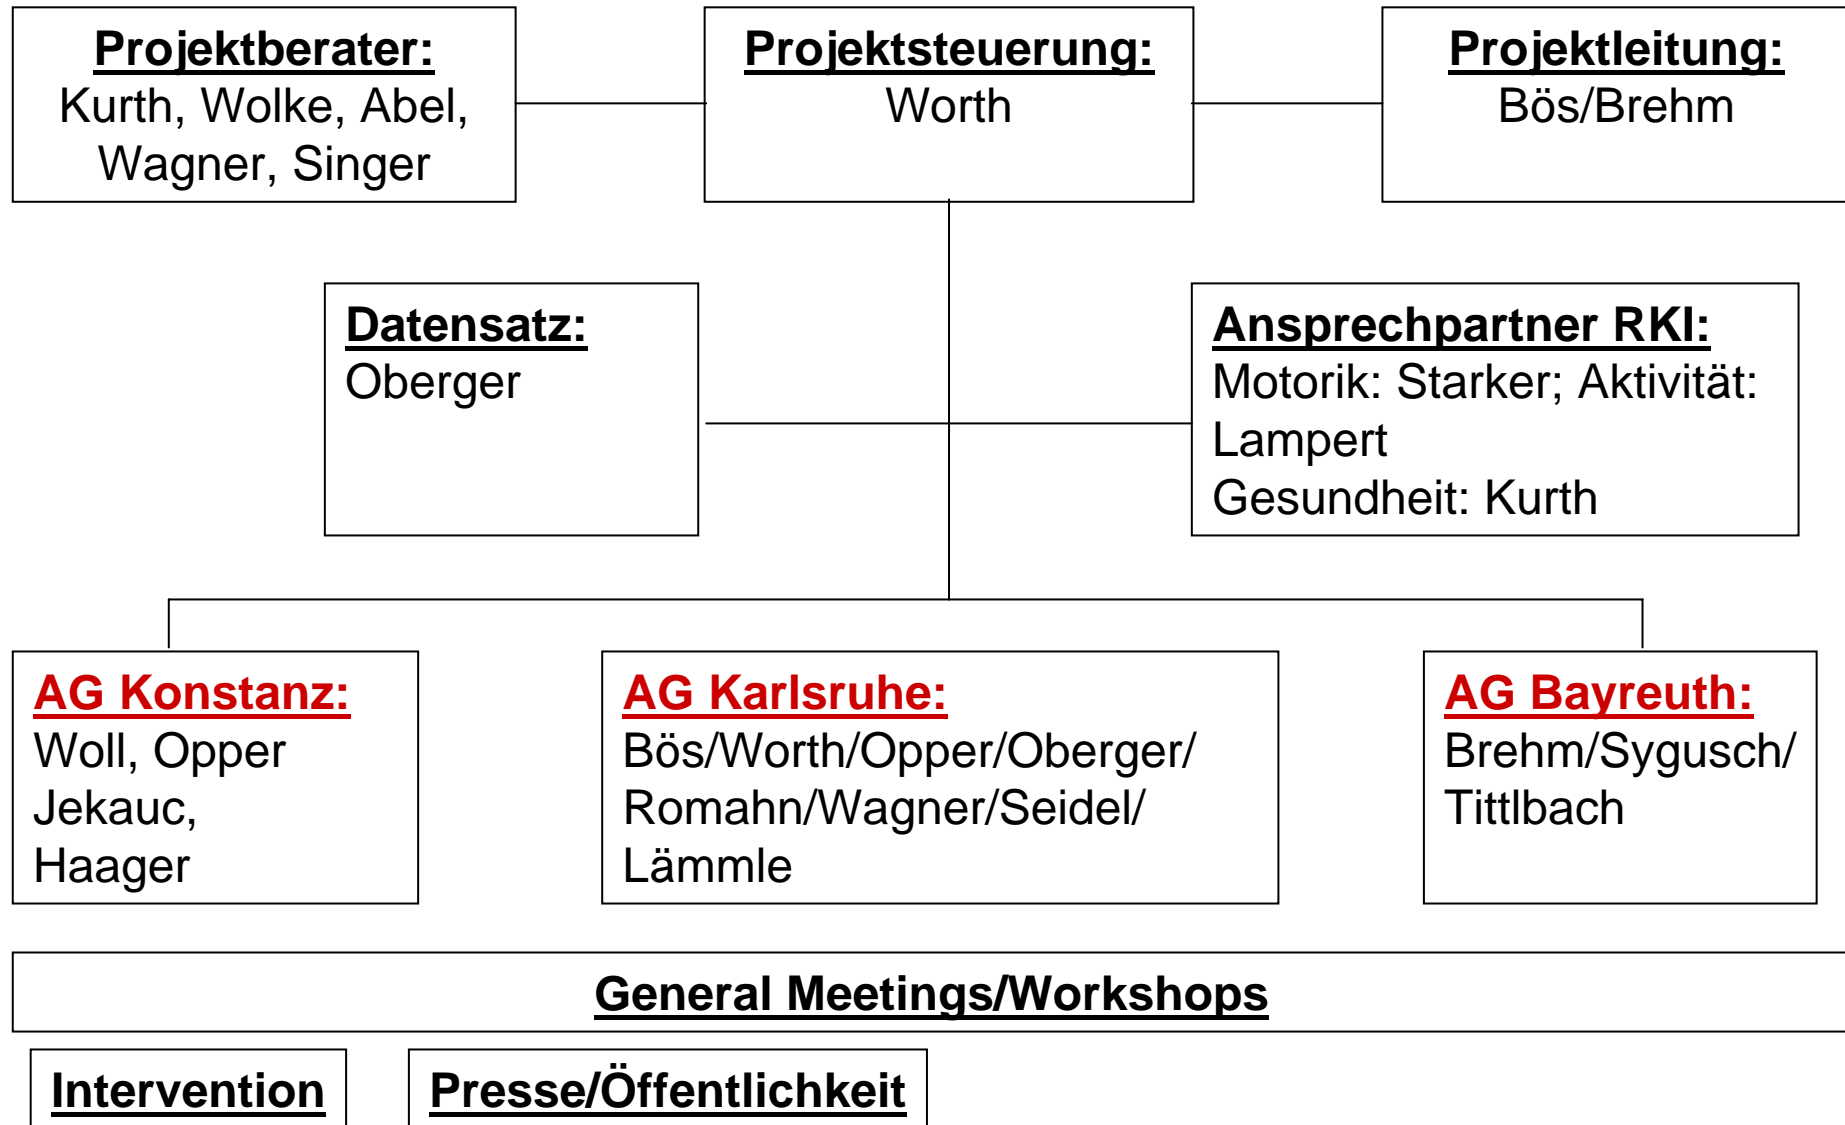 Projektberater:
Kurth, Wolke, Abel,
Wagner, Singer
Projektsteuerung:
Worth
Projektleitung:
Bös/Brehm
Datensatz:
Oberger
Ansprechpartner RKI:
Motorik: Starker; Aktivität:
Lampert
Gesundheit: Kurth
AG Konstanz:
Woll, Opper
Jekauc,
Haager
AG Karlsruhe:
Bös/Worth/Opper/Oberger/
Romahn/Wagner/Seidel/
Lämmle
AG Bayreuth:
Brehm/Sygusch/
Tittlbach
General Meetings/Workshops
Intervention
Presse/Öffentlichkeit